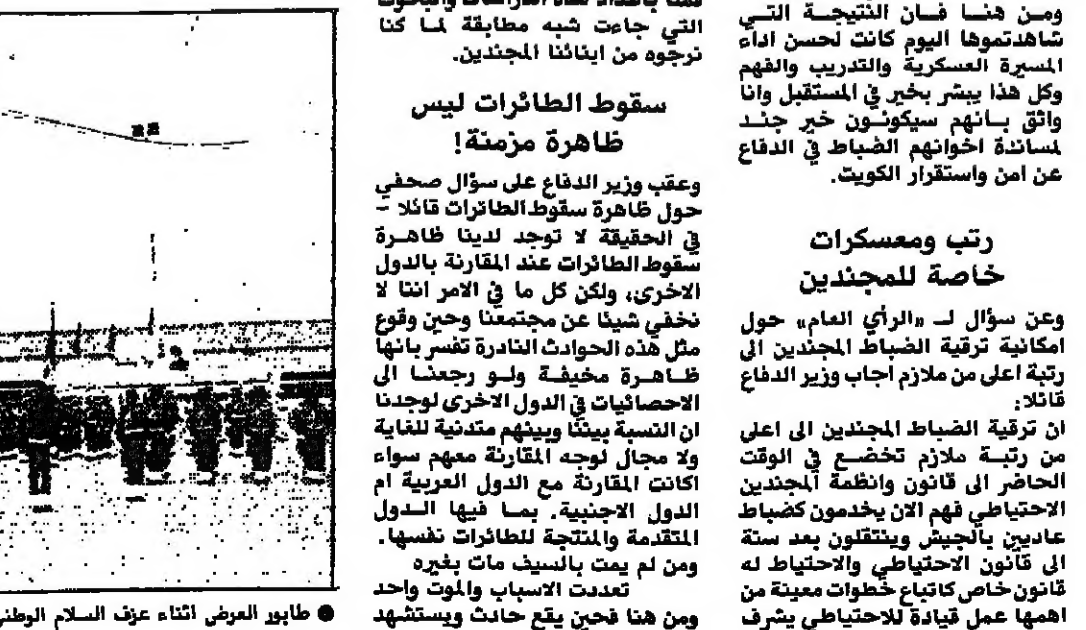 ومن هنا فان النتيجة التي
شاهدتموها اليوم كانت لحسن اداء
المسيرة العسكرية والتدريب والفهم
وكل هذا يبشر بخير في المستقبل وانا
واثق بانهم سيكونون خير جند
لمساندة اخوانهم الضباط في الدفاع
عن امن واستقرار الكويت.
رتب ومعسكرات
خاصة للمجندين
وعن سؤال لـ «الرأي العام» حول
امكانية ترقية الضباط المجندين الى
رتبة اعلى من ملازم اجاب وزير الدفاع
قائلا:
ان ترقية الضباط المجندين الى اعلى
من رتبة ملازم تخضع في الوقت
الحاضر الى قانون وانظمة المجندين
الاحتياطي فهم الان يخدمون كضباط
عاديين بالجيش وينتقلون بعد سنة
الى قانون الاحتياطي والاحتياط له
قانون خاص كاتباع خطوات معينة من
اهمها عمل قيادة للاحتياطي يشرف
التي جاءت شبه مطابقة لما كنا
نرجوه من ابنائنا المجندين.
سقوط الطائرات ليس
ظاهرة مزمنة!
وعقب وزير الدفاع على سؤال صحفي
حول ظاهرة سقوط الطائرات قائلا –
في الحقيقة لا توجد لدينا ظاهرة
سقوط الطائرات عند المقارنة بالدول
الاخرى، ولكن كل ما في الامر اننا لا
نخفي شيئا عن مجتمعنا وحين وقوع
مثل هذه الحوادث النادرة تفسر بانها
ظاهرة مخيفة ولو رجعنا الى
الاحصائيات في الدول الاخرى لوجدنا
ان النسبة بيننا وبينهم متدنية للغاية
ولا مجال لوجه المقارنة معهم سواء
اكانت المقارنة مع الدول العربية ام
الدول الاجنبية. بما فيها الدول
المتقدمة والمنتجة للطائرات نفسها.
ومن لم يمت بالسيف مات بغيره
تعددت الاسباب والموت واحد
ومن هنا فحين يقع حادث ويستشهد
● طابور العرض اثناء عزف السلام الوطني